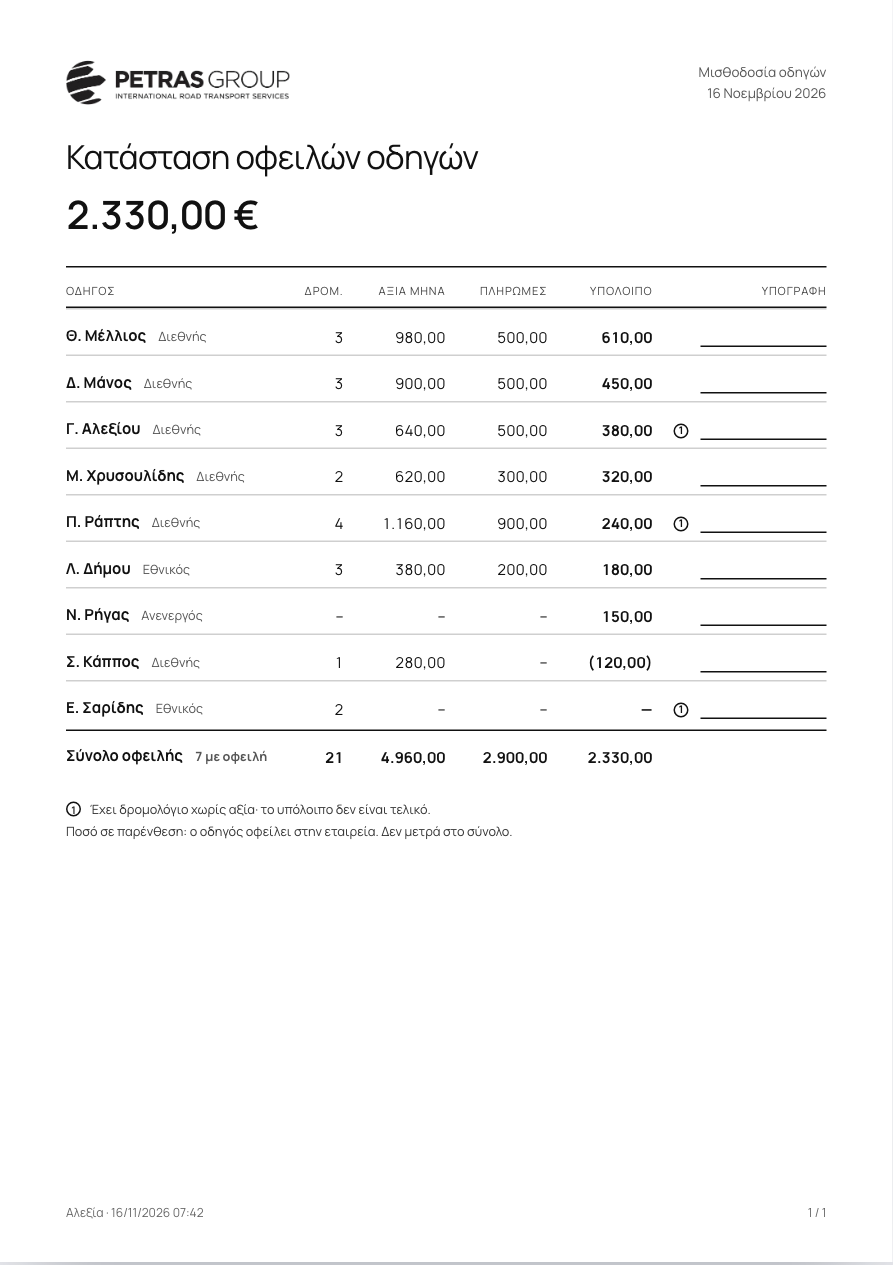 PETRAS GROUP
INTERNATIONAL ROAD TRANSPORT SERVICES
Μισθοδοσία οδηγών
16 Νοεμβρίου 2026
Κατάσταση οφειλών οδηγών
2.330,00 €
ΟΔΗΓΟΣ ΔΡΟΜ. ΑΞΙΑ ΜΗΝΑ ΠΛΗΡΩΜΕΣ ΥΠΟΛΟΙΠΟ ΥΠΟΓΡΑΦΗ
Θ. Μέλλιος Διεθνής 3 980,00 500,00 610,00
Δ. Μάνος Διεθνής 3 900,00 500,00 450,00
Γ. Αλεξίου Διεθνής 3 640,00 500,00 380,00 ①
Μ. Χρυσουλίδης Διεθνής 2 620,00 300,00 320,00
Π. Ράπτης Διεθνής 4 1.160,00 900,00 240,00 ①
Λ. Δήμου Εθνικός 3 380,00 200,00 180,00
Ν. Ρήγας Ανενεργός – – – 150,00
Σ. Κάππος Διεθνής 1 280,00 – (120,00)
Ε. Σαρίδης Εθνικός 2 – – – ①
Σύνολο οφειλής 7 με οφειλή 21 4.960,00 2.900,00 2.330,00
① Έχει δρομολόγιο χωρίς αξία· το υπόλοιπο δεν είναι τελικό.
Ποσό σε παρένθεση: ο οδηγός οφείλει στην εταιρεία. Δεν μετρά στο σύνολο.
Αλεξία · 16/11/2026 07:42
1 / 1